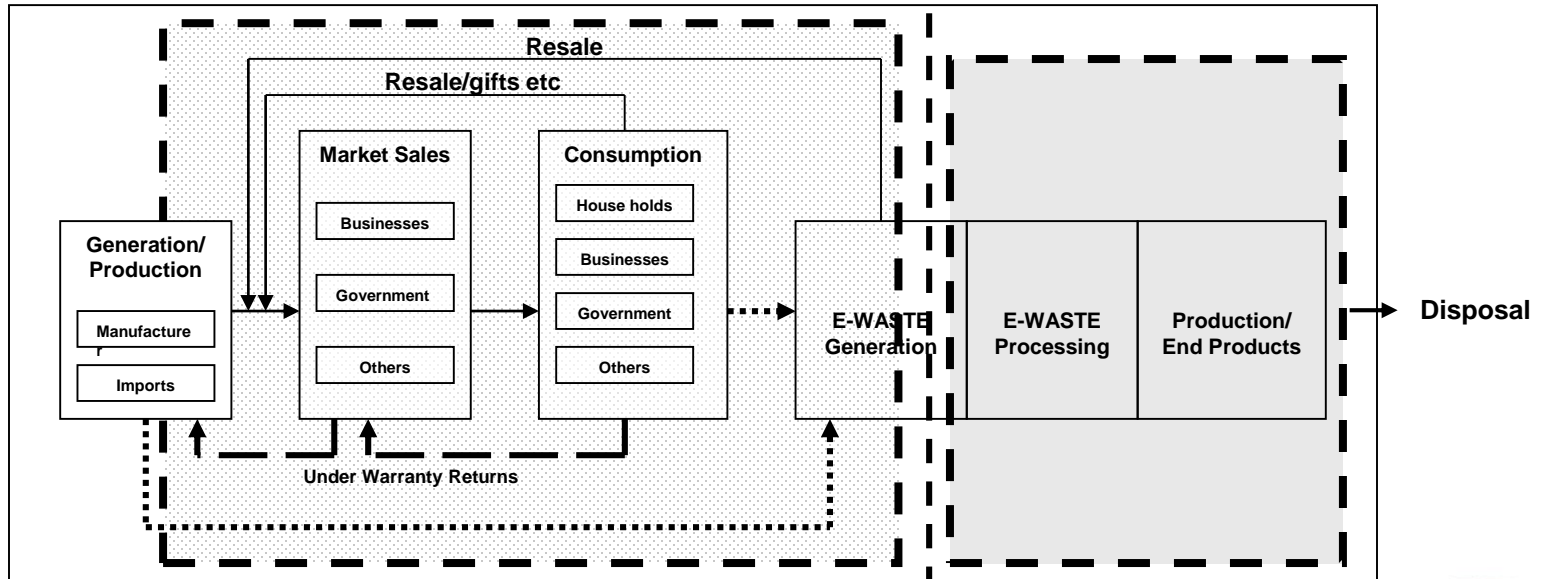 Resale
Resale/gifts etc
Generation/
Production
Manufacture
r
Imports
Market Sales
Businesses
Government
Others
Consumption
House holds
Businesses
Government
Others
E-WASTE
Generation
E-WASTE
Processing
Production/
End Products
Disposal
Under Warranty Returns